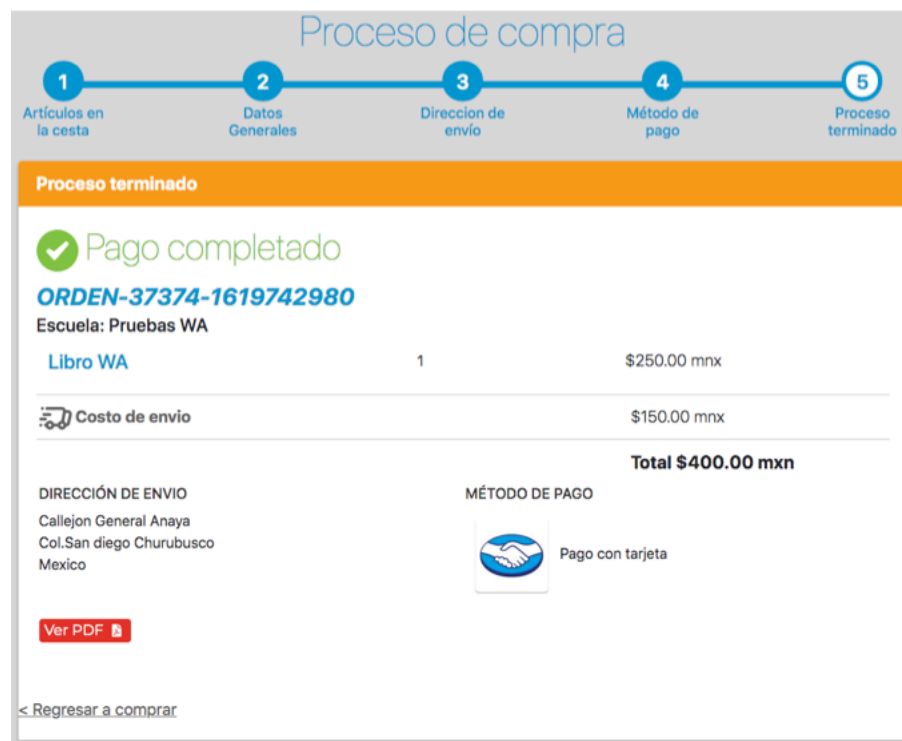 Proceso de compra
1 2 3 4 5
Artículos en la cesta
Datos Generales
Direccion de envío
Método de pago
Proceso terminado
Proceso terminado
Pago completado
ORDEN-37374-1619742980
Escuela: Pruebas WA
Libro WA 1 $250.00 mnx
Costo de envio $150.00 mnx
Total $400.00 mxn
DIRECCIÓN DE ENVIO
Callejon General Anaya
Col.San diego Churubusco
Mexico
MÉTODO DE PAGO
Pago con tarjeta
Ver PDF
< Regresar a comprar